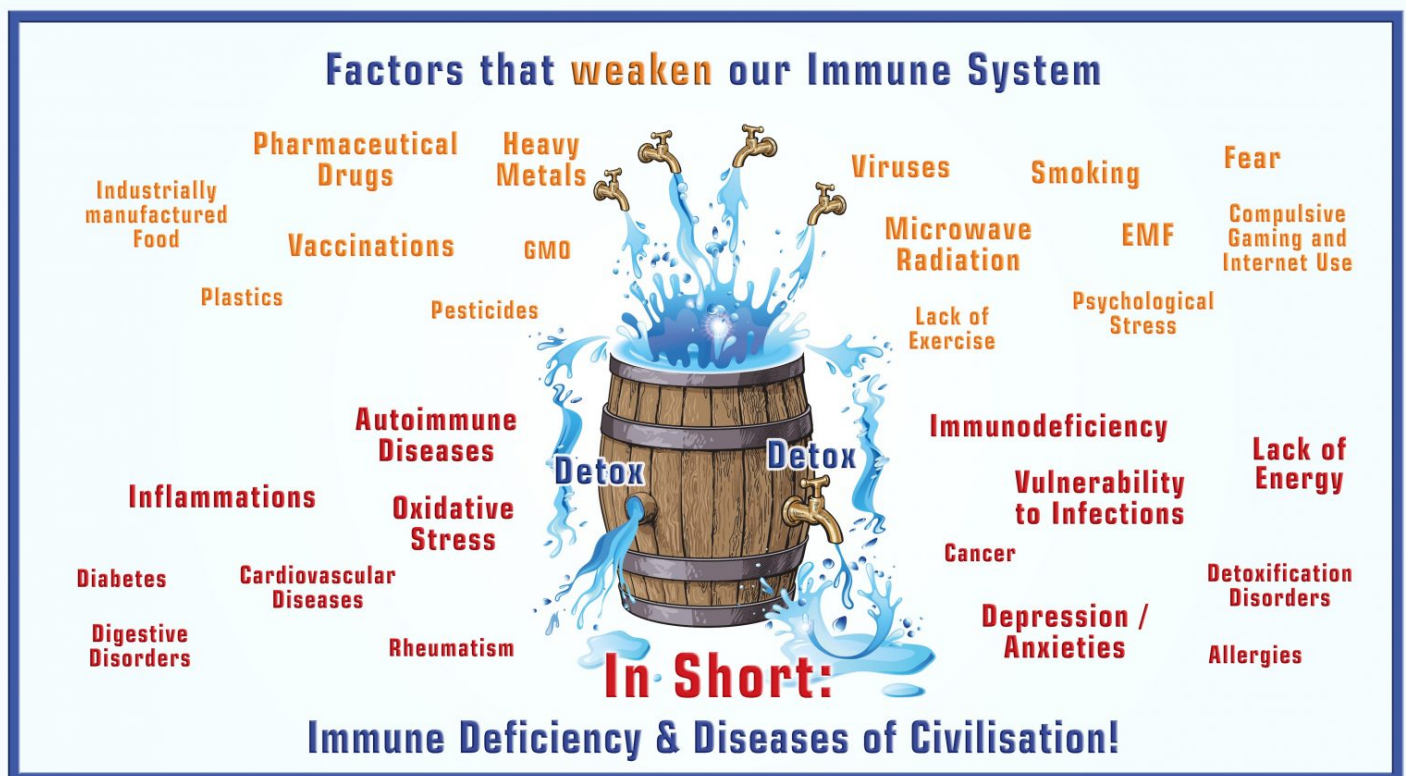 Factors that weaken our Immune System
Pharmaceutical
Drugs
Heavy
Metals
Industrially
manufactured
Food
Vaccinations
GMO
Plastics
Pesticides
Viruses
Smoking
Fear
Microwave
Radiation
EMF
Compulsive
Gaming and
Internet Use
Lack of
Exercise
Psychological
Stress
Autoimmune
Diseases
Detox
Inflammations
Oxidative
Stress
Diabetes
Cardiovascular
Diseases
Digestive
Disorders
Rheumatism
Detox
Immunodeficiency
Lack of
Energy
Vulnerability
to Infections
Cancer
Detoxification
Disorders
Depression /
Anxieties
Allergies
In Short:
Immune Deficiency & Diseases of Civilisation!